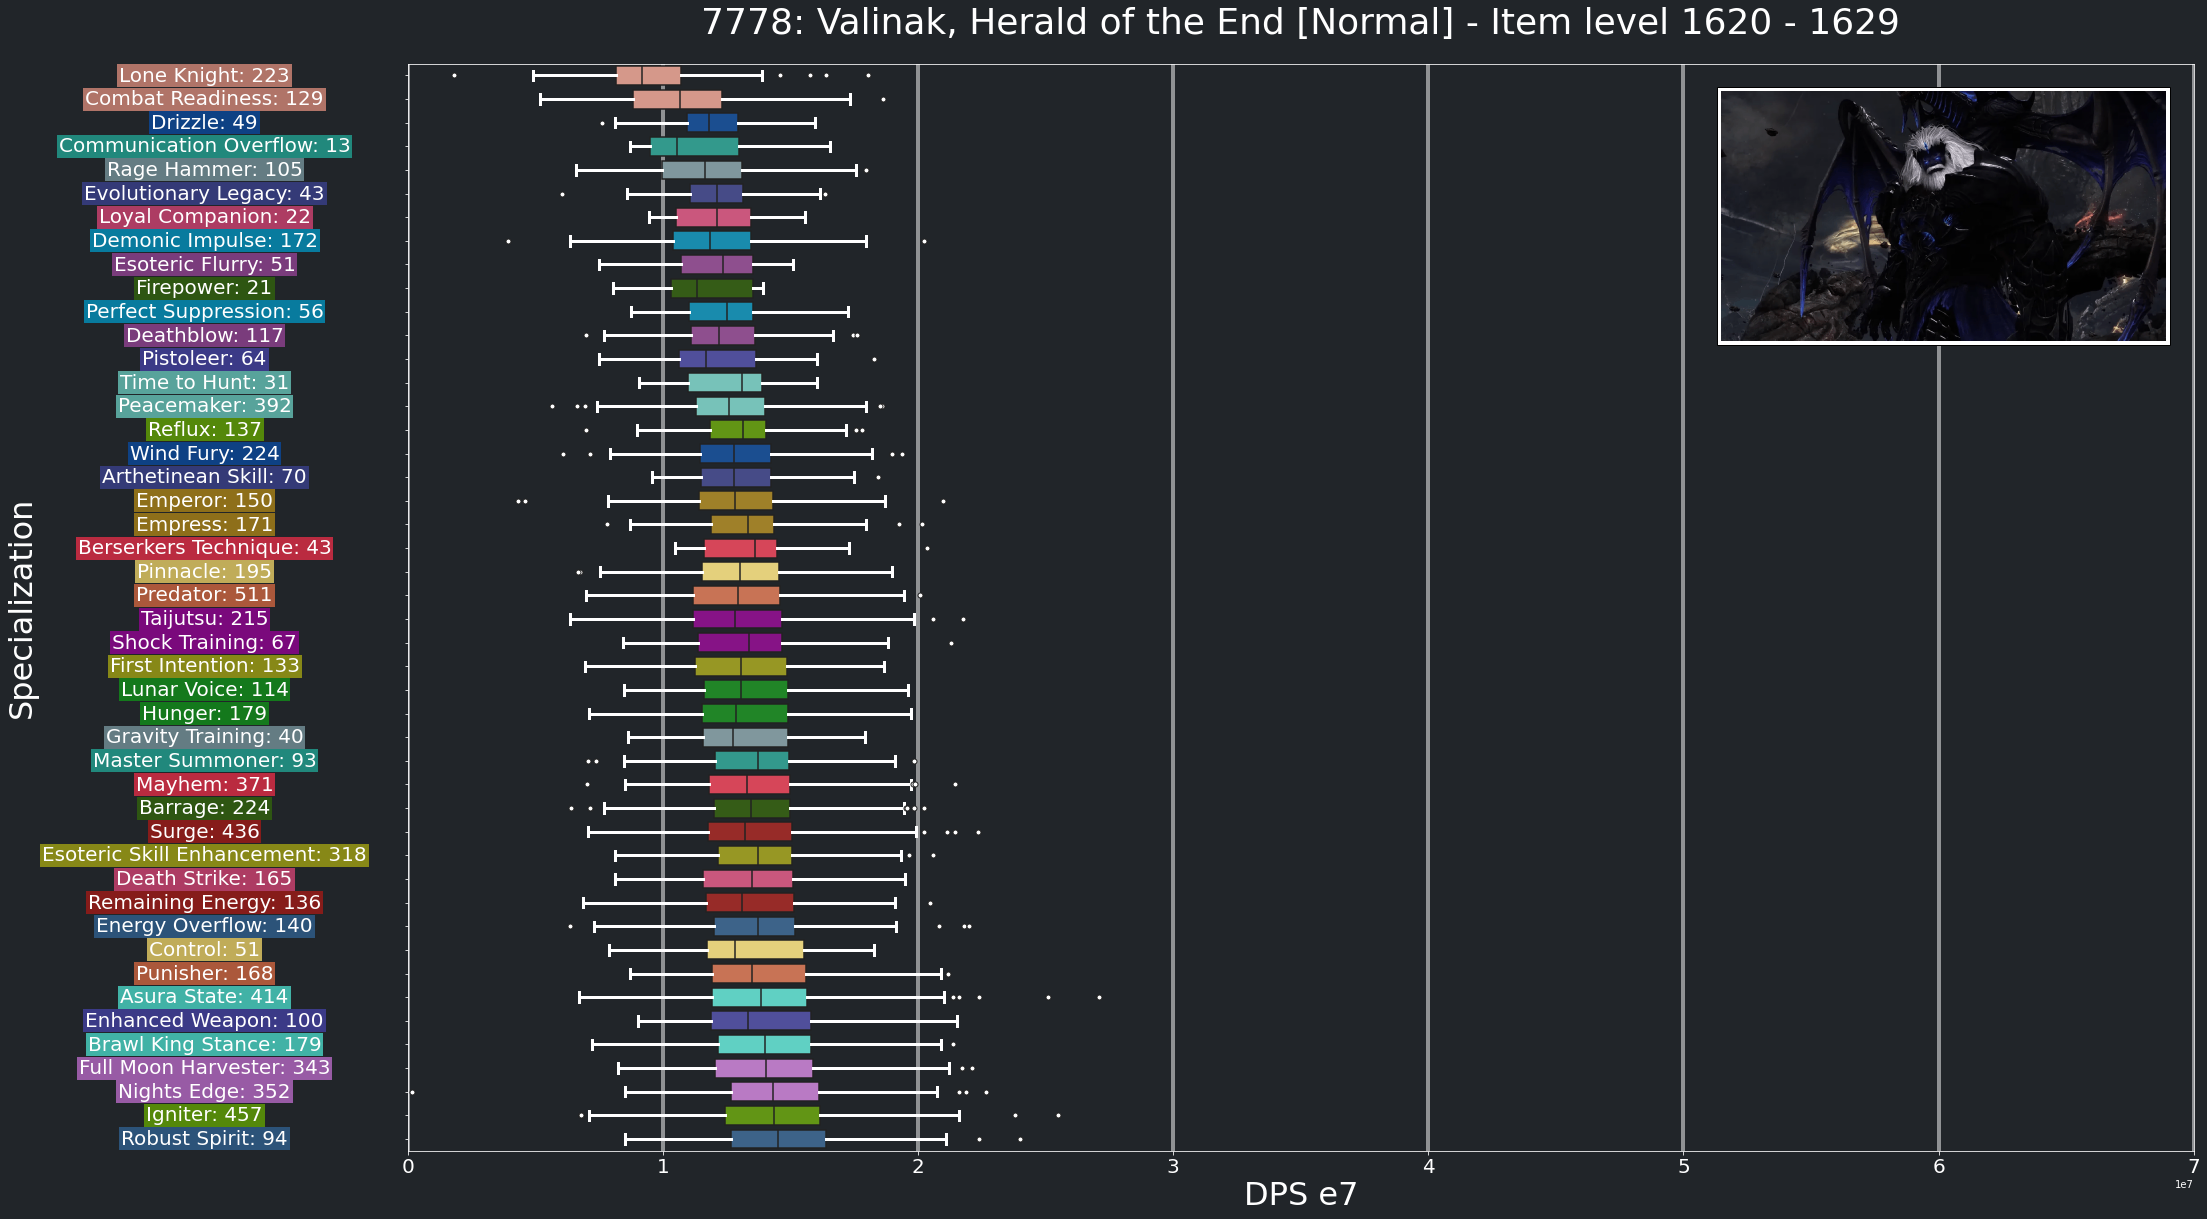 7778: Valinak, Herald of the End [Normal] - Item level 1620 - 1629
Lone Knight: 223
Combat Readiness: 129
Drizzle: 49
Communication Overflow: 13
Rage Hammer: 105
Evolutionary Legacy: 43
Loyal Companion: 22
Demonic Impulse: 172
Esoteric Flurry: 51
Firepower: 21
Perfect Suppression: 56
Deathblow: 117
Pistoleer: 64
Time to Hunt: 31
Peacemaker: 392
Reflux: 137
Wind Fury: 224
Arthetinean Skill: 70
Emperor: 150
Empress: 171
Berserkers Technique: 43
Pinnacle: 195
Predator: 511
Taijutsu: 215
Shock Training: 67
First Intention: 133
Lunar Voice: 114
Hunger: 179
Gravity Training: 40
Master Summoner: 93
Mayhem: 371
Barrage: 224
Surge: 436
Esoteric Skill Enhancement: 318
Death Strike: 165
Remaining Energy: 136
Energy Overflow: 140
Control: 51
Punisher: 168
Asura State: 414
Enhanced Weapon: 100
Brawl King Stance: 179
Full Moon Harvester: 343
Nights Edge: 352
Igniter: 457
Robust Spirit: 94
Specialization
0 1 2 3 4 5 6 7
1e7
DPS e7